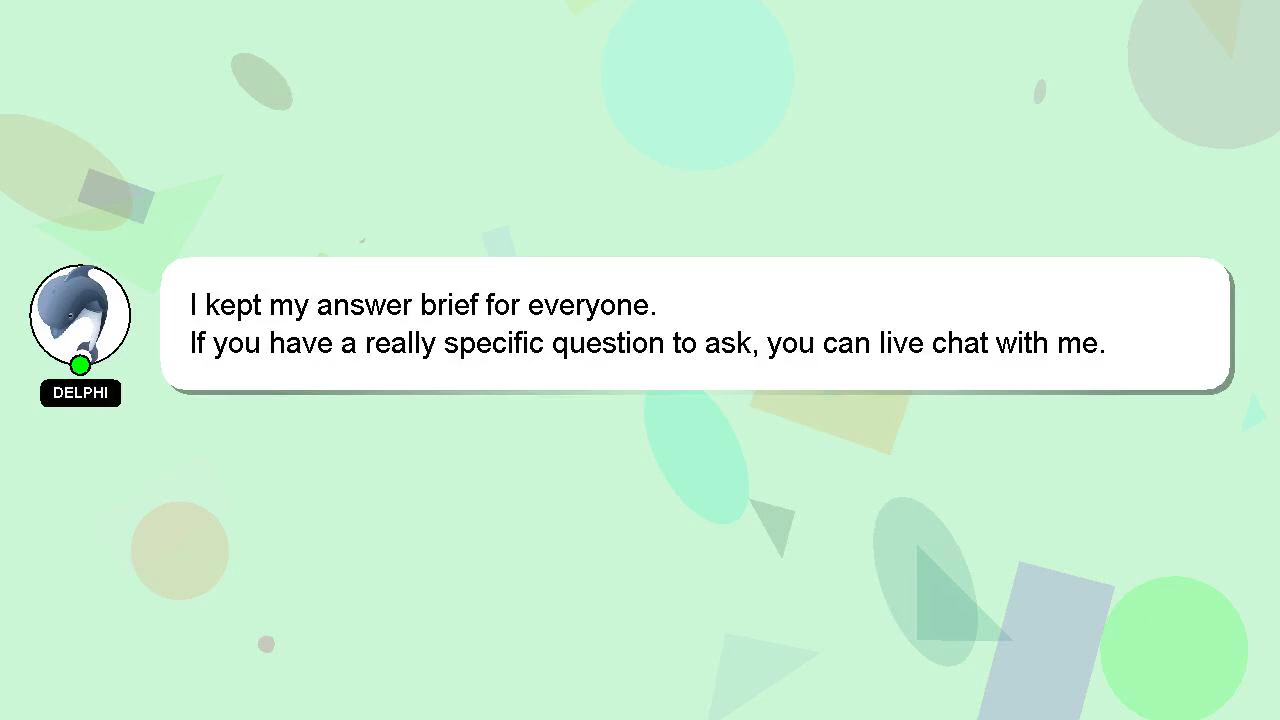 I kept my answer brief for everyone.
If you have a really specific question to ask, you can live chat with me.
DELPHI